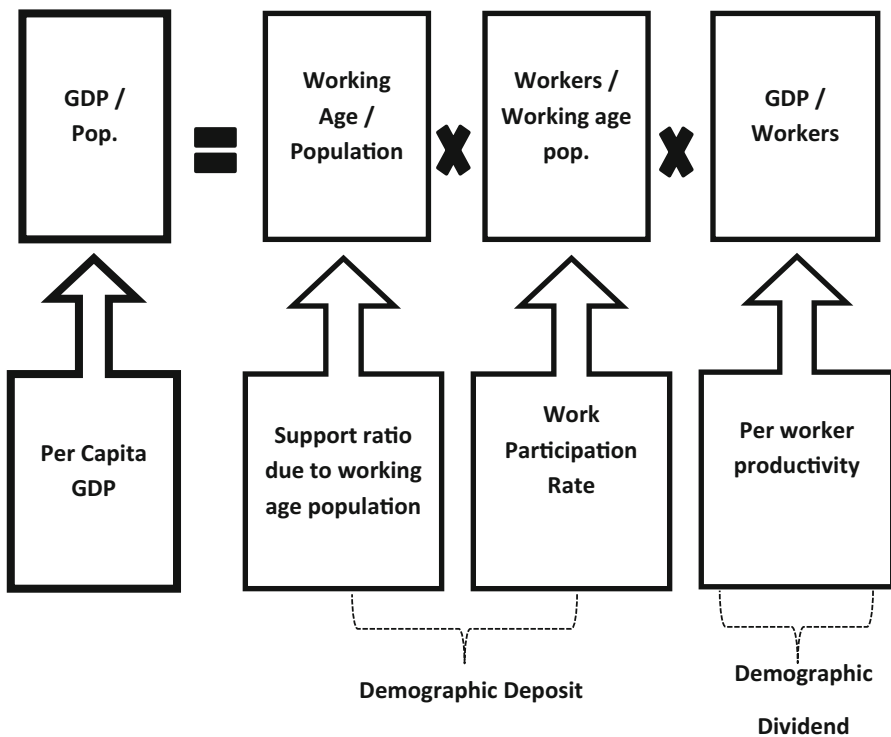 GDP /
Pop.
Working
Age /
Population
Workers /
Working age
pop.
GDP /
Workers
Per Capita
GDP
Support ratio
due to working
age population
Work
Participation
Rate
Per worker
productivity
Demographic Deposit
Demographic
Dividend